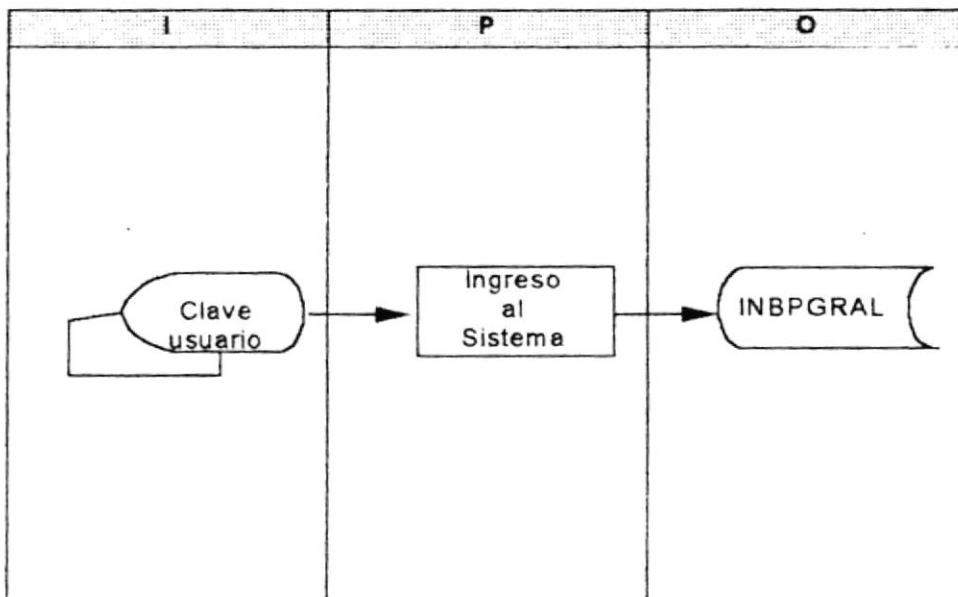 I P O
Clave
usuario
Ingreso
al
Sistema
INBPGRAL